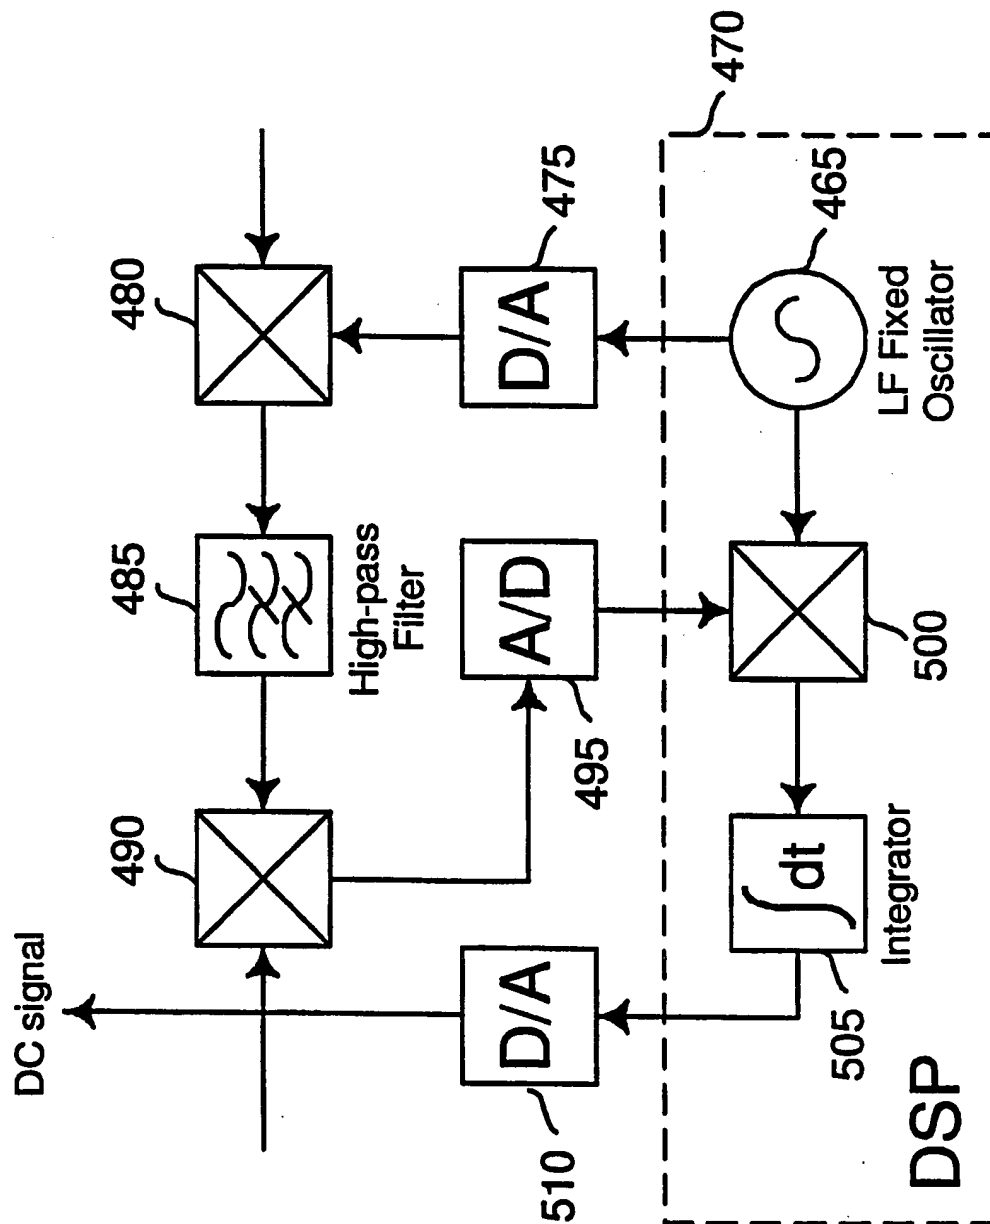 DC signal
490
485
480
High-pass
Filter
D/A
A/D
D/A
510
495
475
470
∫dt
465
505
Integrator
LF Fixed
Oscillator
500
DSP